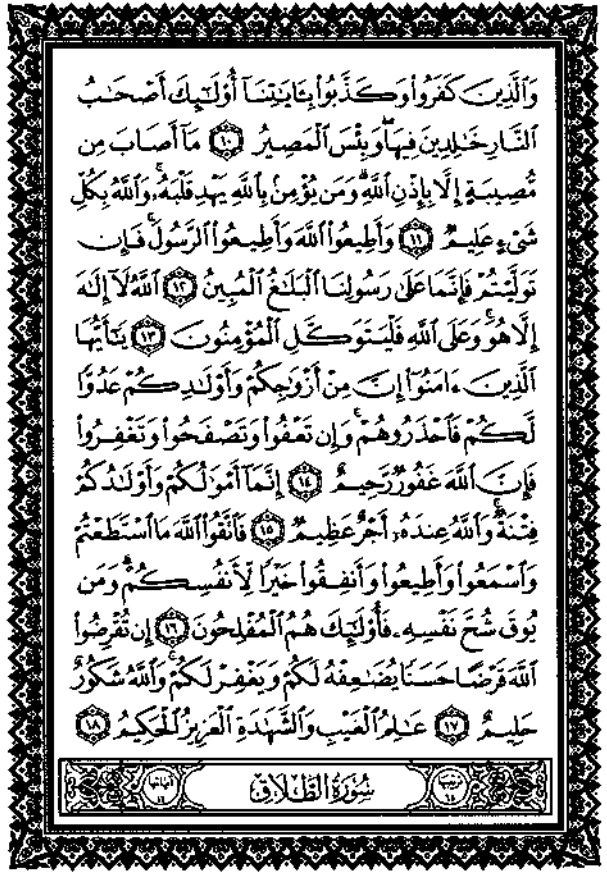 وَٱلَّذِينَ كَفَرُواْ وَكَذَّبُواْ بِـَٔايَـٰتِنَآ أُوْلَـٰٓئِكَ أَصْحَـٰبُ
ٱلنَّارِ خَـٰلِدِينَ فِيهَا ۖ وَبِئْسَ ٱلْمَصِيرُ ١٠ مَآ أَصَابَ مِن
مُّصِيبَةٍ إِلَّا بِإِذْنِ ٱللَّهِ ۗ وَمَن يُؤْمِنۢ بِٱللَّهِ يَهْدِ قَلْبَهُۥ ۚ وَٱللَّهُ بِكُلِّ
شَىْءٍ عَلِيمٌ ١١ وَأَطِيعُواْ ٱللَّهَ وَأَطِيعُواْ ٱلرَّسُولَ ۚ فَإِن
تَوَلَّيْتُمْ فَإِنَّمَا عَلَىٰ رَسُولِنَا ٱلْبَلَـٰغُ ٱلْمُبِينُ ١٢ ٱللَّهُ لَآ إِلَـٰهَ
إِلَّا هُوَ ۚ وَعَلَى ٱللَّهِ فَلْيَتَوَكَّلِ ٱلْمُؤْمِنُونَ ١٣ يَـٰٓأَيُّهَا
ٱلَّذِينَ ءَامَنُوٓاْ إِنَّ مِنْ أَزْوَٰجِكُمْ وَأَوْلَـٰدِكُمْ عَدُوًّا
لَّكُمْ فَٱحْذَرُوهُمْ ۚ وَإِن تَعْفُواْ وَتَصْفَحُواْ وَتَغْفِرُواْ
فَإِنَّ ٱللَّهَ غَفُورٌ رَّحِيمٌ ١٤ إِنَّمَآ أَمْوَٰلُكُمْ وَأَوْلَـٰدُكُمْ
فِتْنَةٌ ۚ وَٱللَّهُ عِندَهُۥٓ أَجْرٌ عَظِيمٌ ١٥ فَٱتَّقُواْ ٱللَّهَ مَا ٱسْتَطَعْتُمْ
وَٱسْمَعُواْ وَأَطِيعُواْ وَأَنفِقُواْ خَيْرًا لِّأَنفُسِكُمْ ۗ وَمَن
يُوقَ شُحَّ نَفْسِهِۦ فَأُوْلَـٰٓئِكَ هُمُ ٱلْمُفْلِحُونَ ١٦ إِن تُقْرِضُواْ
ٱللَّهَ قَرْضًا حَسَنًا يُضَـٰعِفْهُ لَكُمْ وَيَغْفِرْ لَكُمْ ۚ وَٱللَّهُ شَكُورٌ
حَلِيمٌ ١٧ عَـٰلِمُ ٱلْغَيْبِ وَٱلشَّهَـٰدَةِ ٱلْعَزِيزُ ٱلْحَكِيمُ ١٨
سُورَةُ الطَّلَاقِ